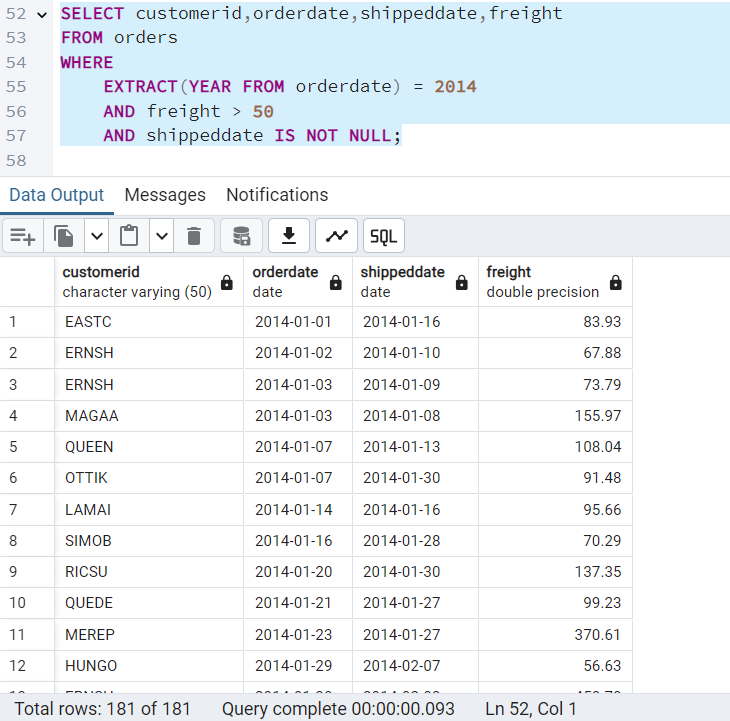 52 SELECT customerid,orderdate,shippeddate,freight
53 FROM orders
54 WHERE
55 EXTRACT(YEAR FROM orderdate) = 2014
56 AND freight > 50
57 AND shippeddate IS NOT NULL;
58
Data Output Messages Notifications
SQL
customerid orderdate shippeddate freight
character varying (50) date date double precision
1 EASTC 2014-01-01 2014-01-16 83.93
2 ERNSH 2014-01-02 2014-01-10 67.88
3 ERNSH 2014-01-03 2014-01-09 73.79
4 MAGAA 2014-01-03 2014-01-08 155.97
5 QUEEN 2014-01-07 2014-01-13 108.04
6 OTTIK 2014-01-07 2014-01-30 91.48
7 LAMAI 2014-01-14 2014-01-16 95.66
8 SIMOB 2014-01-16 2014-01-28 70.29
9 RICSU 2014-01-20 2014-01-30 137.35
10 QUEDE 2014-01-21 2014-01-27 99.23
11 MEREP 2014-01-23 2014-01-27 370.61
12 HUNGO 2014-01-29 2014-02-07 56.63
Total rows: 181 of 181 Query complete 00:00:00.093 Ln 52, Col 1